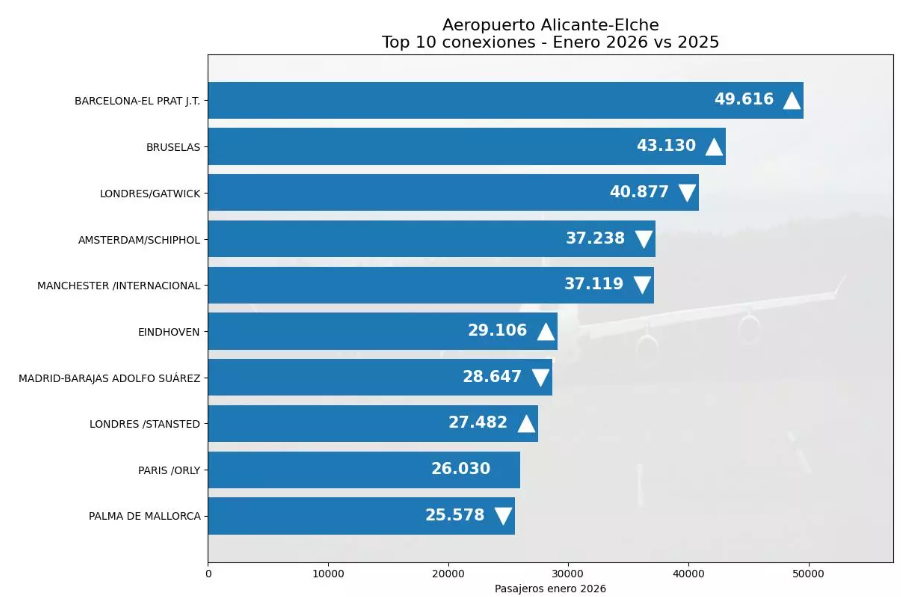 Aeropuerto Alicante-Elche
Top 10 conexiones - Enero 2026 vs 2025
BARCELONA-EL PRAT J.T. 49.616 ▲
BRUSELAS 43.130 ▲
LONDRES/GATWICK 40.877 ▼
AMSTERDAM/SCHIPHOL 37.238 ▼
MANCHESTER /INTERNACIONAL 37.119 ▼
EINDHOVEN 29.106 ▲
MADRID-BARAJAS ADOLFO SUÁREZ 28.647 ▼
LONDRES /STANSTED 27.482 ▲
PARIS /ORLY 26.030
PALMA DE MALLORCA 25.578 ▼
0 10000 20000 30000 40000 50000
Pasajeros enero 2026